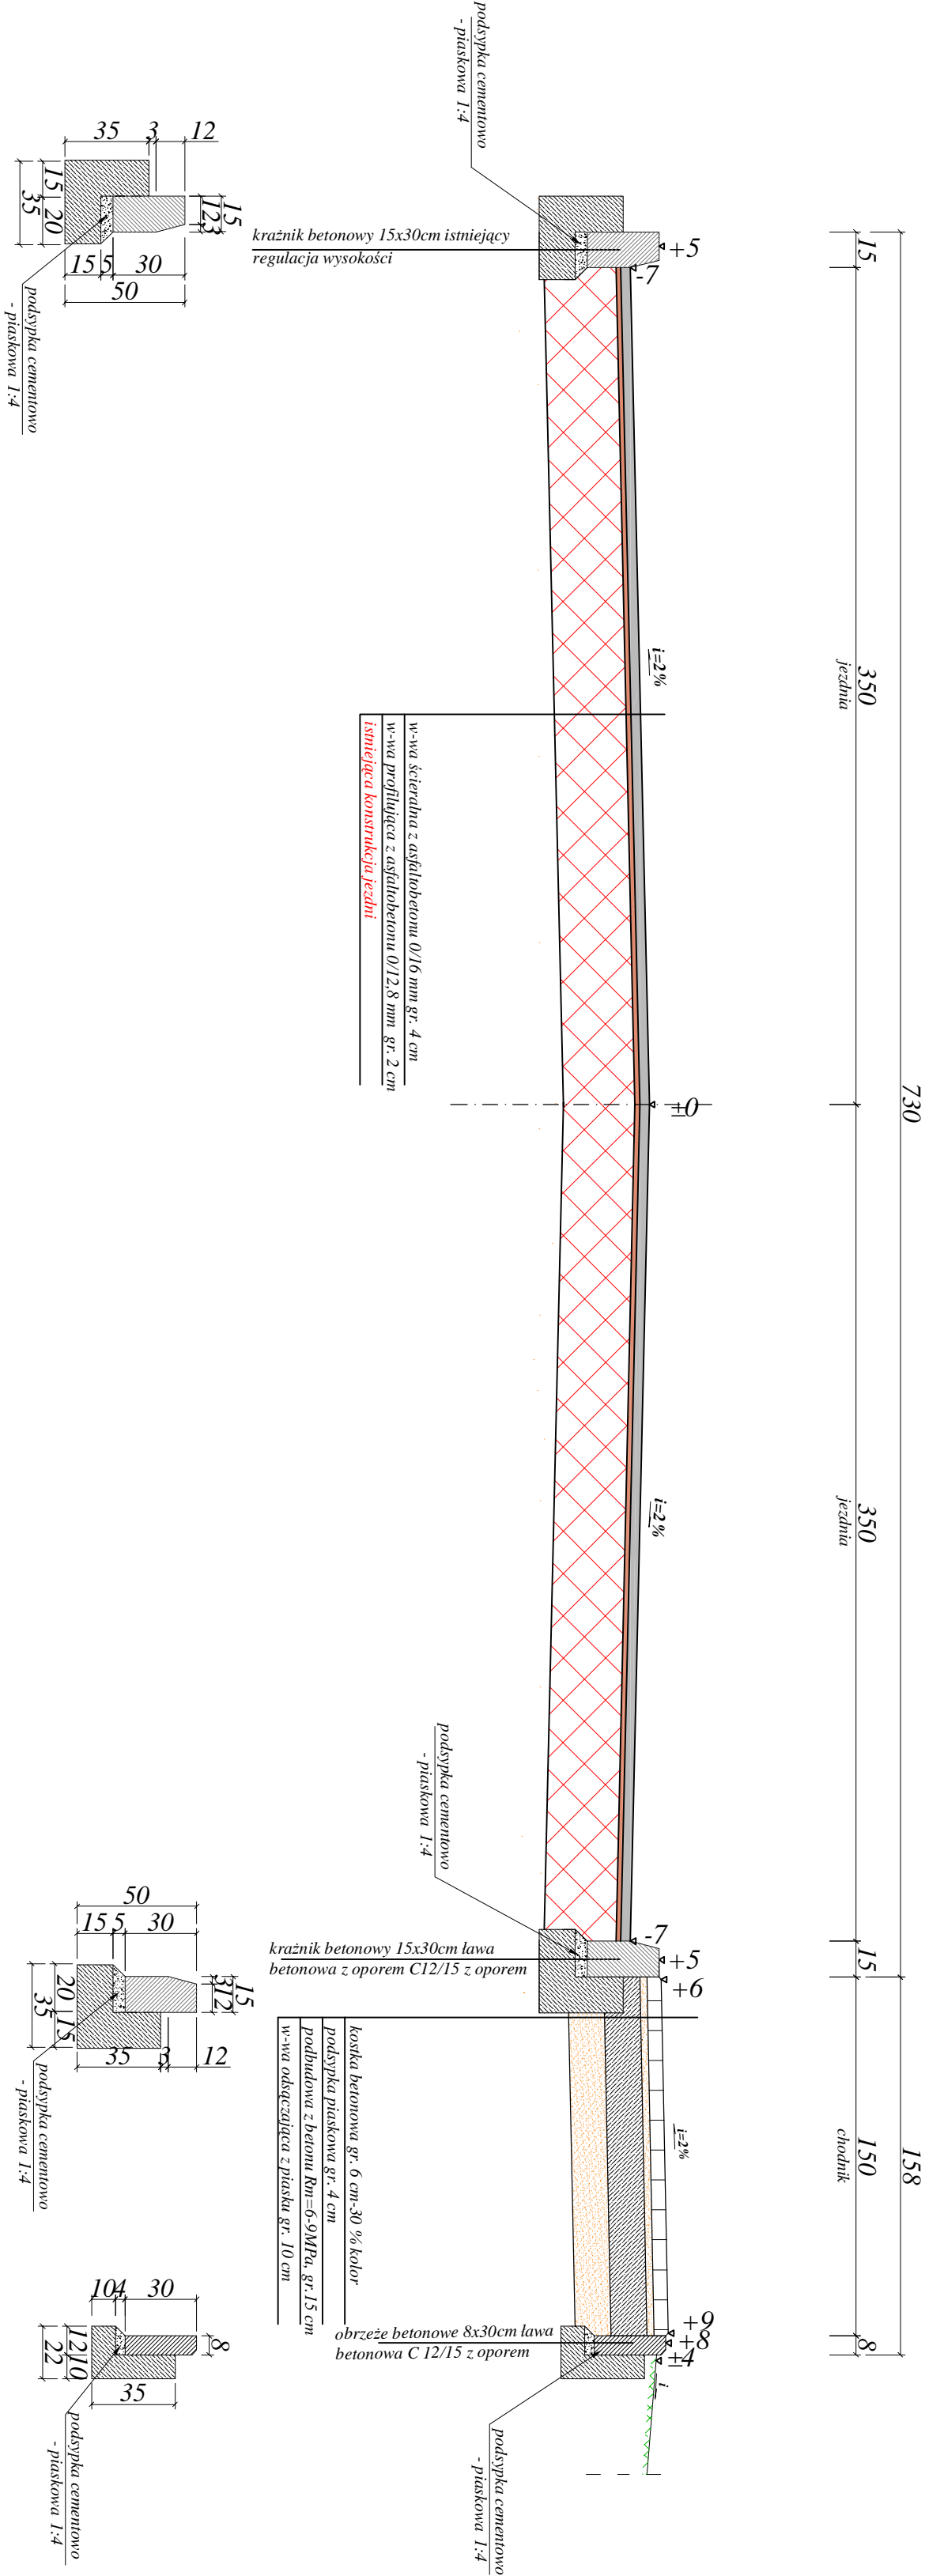 730
158
15
350
jezdnia
350
jezdnia
15
150
chodnik
8
+5
-7
i=2%
±0
i=2%
-7
+5
+6
i=2%
+9
+8
±4
i
podsypka cementowo
- piaskowa 1:4
kraźnik betonowy 15x30cm istniejący
regulacja wysokości
w-wa ścieralna z asfaltobetonu 0/16 mm gr. 4 cm
w-wa profilująca z asfaltobetonu 0/12,8 mm gr. 2 cm
istniejąca konstrukcja jezdni
podsypka cementowo
- piaskowa 1:4
kraźnik betonowy 15x30cm ława
betonowa z oporem C12/15 z oporem
kostka betonowa gr. 6 cm-30 % kolor
podsypka piaskowa gr. 4 cm
podbudowa z betonu Rm=6-9MPa, gr.15 cm
w-wa odsączająca z piasku gr. 10 cm
obrzeże betonowe 8x30cm ława
betonowa C 12/15 z oporem
podsypka cementowo
- piaskowa 1:4
35
3
12
15
12
3
15
20
35
15
5
30
50
podsypka cementowo
- piaskowa 1:4
50
15
5
30
15
3
12
20
15
35
35
3
12
podsypka cementowo
- piaskowa 1:4
10
4
30
8
12
10
22
35
podsypka cementowo
- piaskowa 1:4